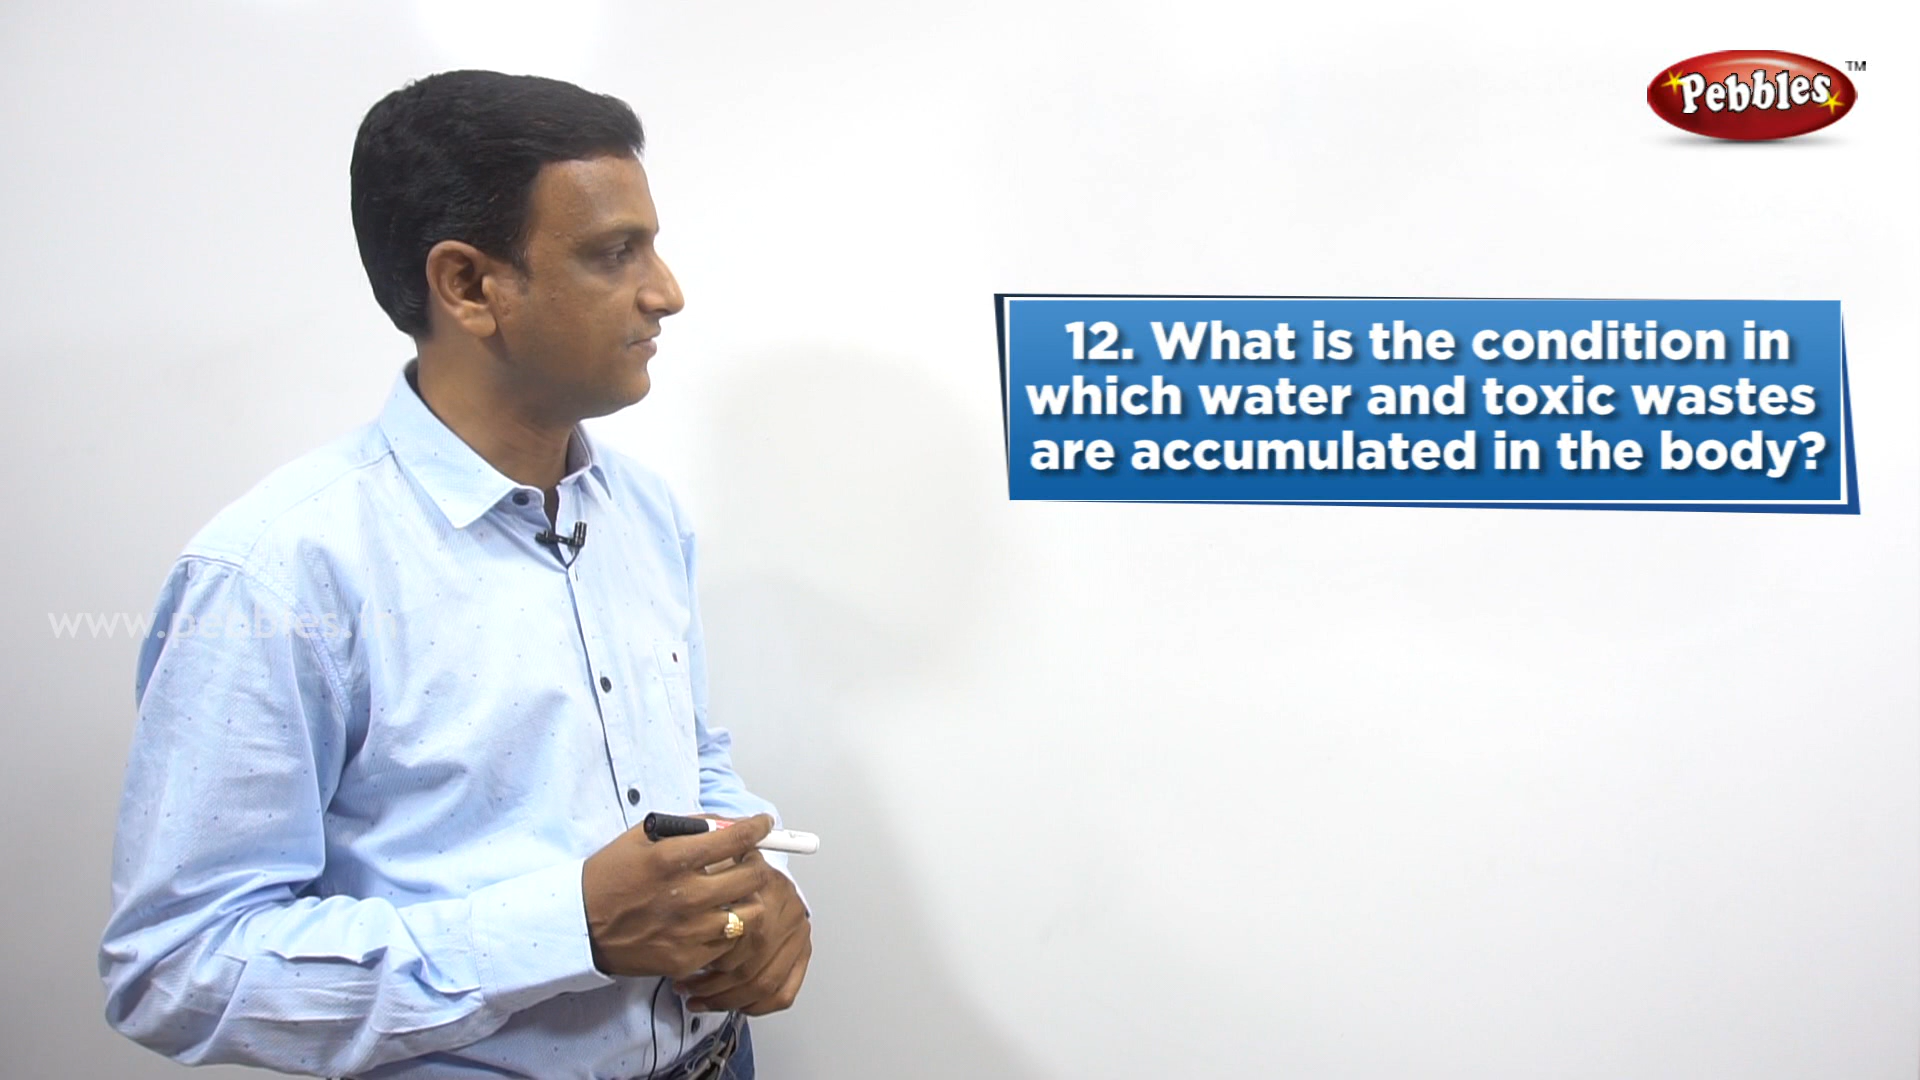 Pebbles TM
12. What is the condition in
which water and toxic wastes
are accumulated in the body?
www.pebbles.in